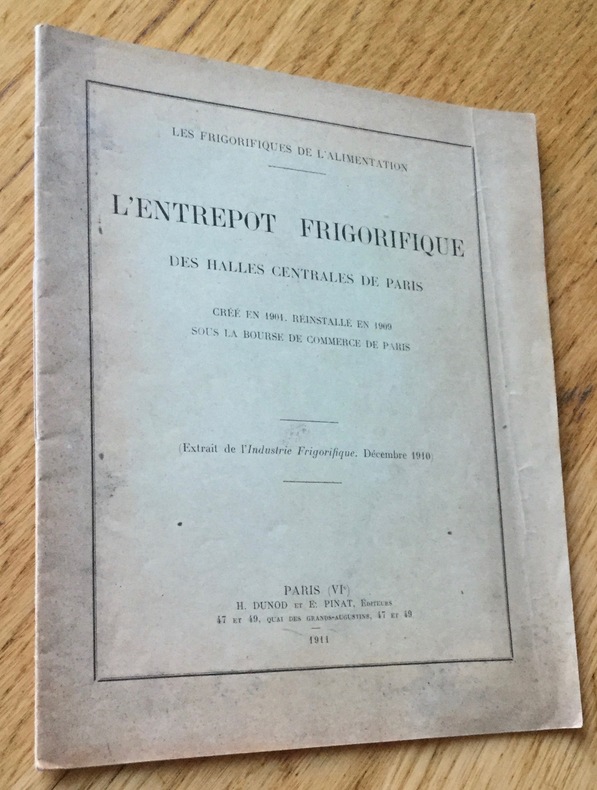 LES FRIGORIFIQUES DE L'ALIMENTATION
L'ENTREPOT FRIGORIFIQUE
DES HALLES CENTRALES DE PARIS
CRÉÉ EN 1901. RÉINSTALLÉ EN 1909
SOUS LA BOURSE DE COMMERCE DE PARIS
(Extrait de l'Industrie Frigorifique. Décembre 1910)
PARIS (VIe)
H. DUNOD ET E. PINAT, ÉDITEURS
47 ET 49, QUAI DES GRANDS-AUGUSTINS, 47 ET 49
1911